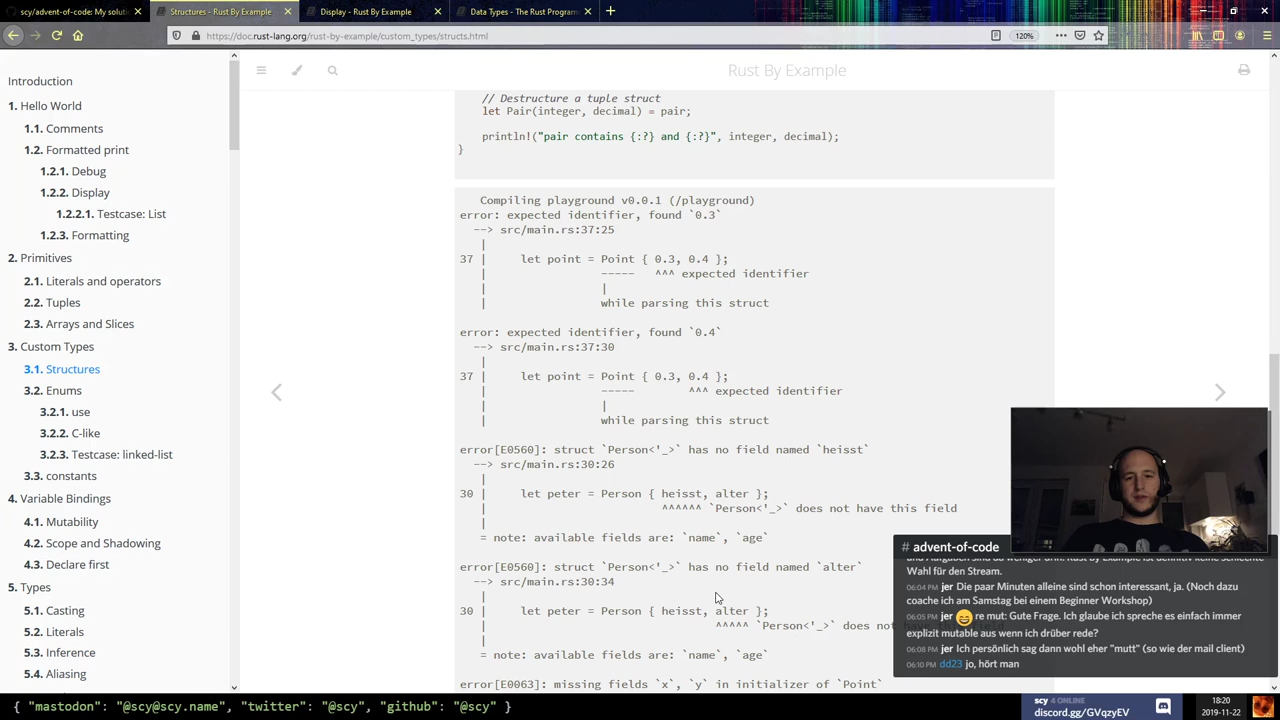 scy/advent-of-code: My soluti
Structures - Rust By Example
Display - Rust By Example
Data Types - The Rust Program
https://doc.rust-lang.org/rust-by-example/custom_types/structs.html
120%
Introduction
1. Hello World
1.1. Comments
1.2. Formatted print
1.2.1. Debug
1.2.2. Display
1.2.2.1. Testcase: List
1.2.3. Formatting
2. Primitives
2.1. Literals and operators
2.2. Tuples
2.3. Arrays and Slices
3. Custom Types
3.1. Structures
3.2. Enums
3.2.1. use
3.2.2. C-like
3.2.3. Testcase: linked-list
3.3. constants
4. Variable Bindings
4.1. Mutability
4.2. Scope and Shadowing
4.3. Declare first
5. Types
5.1. Casting
5.2. Literals
5.3. Inference
5.4. Aliasing
Rust By Example
// Destructure a tuple struct
let Pair(integer, decimal) = pair;
println!("pair contains {:?} and {:?}", integer, decimal);
}
Compiling playground v0.0.1 (/playground)
error: expected identifier, found `0.3`
--> src/main.rs:37:25
|
37 |     let point = Point { 0.3, 0.4 };
|                 -----   ^^^ expected identifier
|                 |
|                 while parsing this struct
error: expected identifier, found `0.4`
--> src/main.rs:37:30
|
37 |     let point = Point { 0.3, 0.4 };
|                 -----        ^^^ expected identifier
|                 |
|                 while parsing this struct
error[E0560]: struct `Person<'_>` has no field named `heisst`
--> src/main.rs:30:26
|
30 |     let peter = Person { heisst, alter };
|                          ^^^^^^ `Person<'_>` does not have this field
|
= note: available fields are: `name`, `age`
error[E0560]: struct `Person<'_>` has no field named `alter`
--> src/main.rs:30:34
|
30 |     let peter = Person { heisst, alter };
|                                  ^^^^^ `Person<'_>` does no
|
= note: available fields are: `name`, `age`
error[E0063]: missing fields `x`, `y` in initializer of `Point`
# advent-of-code
Wahl für den Stream.
06:04 PM jer Die paar Minuten alleine sind schon interessant, ja. (Noch dazu
coache ich am Samstag bei einem Beginner Workshop)
06:05 PM jer 😄 re mut: Gute Frage. Ich glaube ich spreche es einfach immer
explizit mutable aus wenn ich drüber rede?
06:08 PM jer Ich persönlich sag dann wohl eher "mutt" (so wie der mail client)
06:10 PM dd23 jo, hört man
{ "mastodon": "@scy@scy.name", "twitter": "@scy", "github": "@scy" }
scy 4 ONLINE
discord.gg/GVqzyEV
18:20
2019-11-22